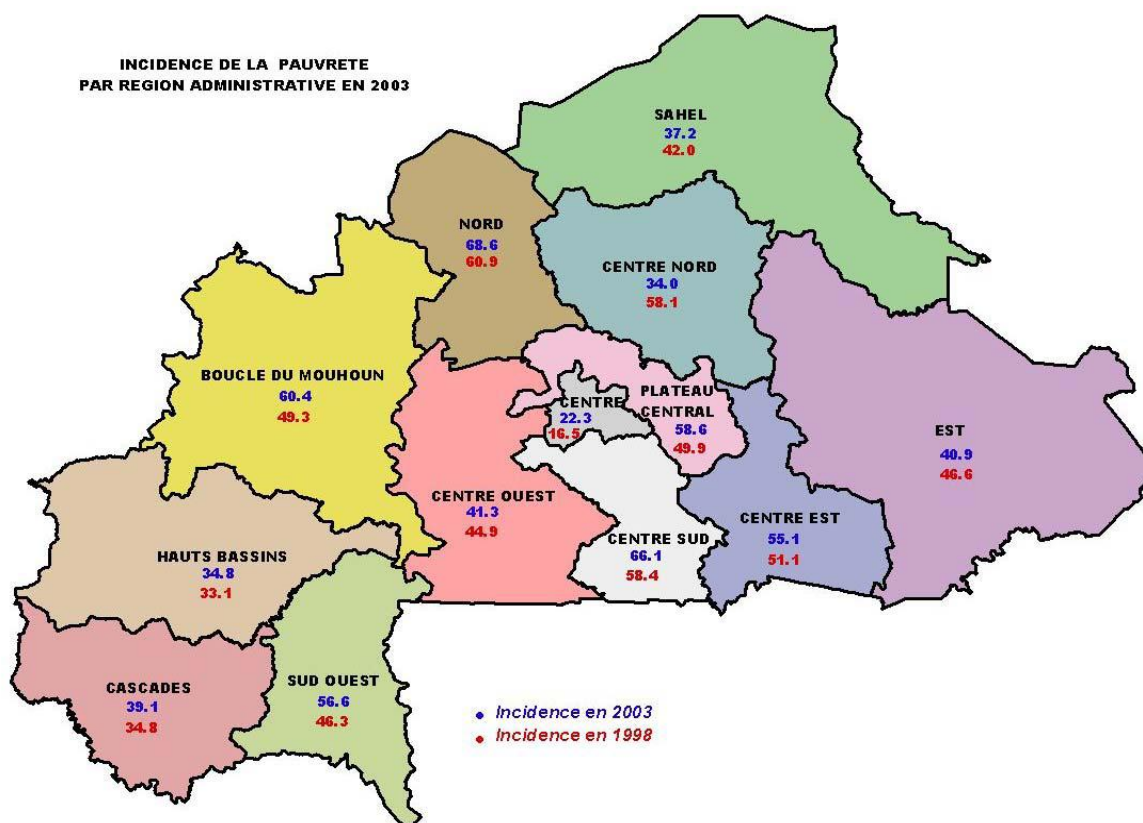 INCIDENCE DE LA PAUVRETE
PAR REGION ADMINISTRATIVE EN 2003
SAHEL
37.2
42.0
NORD
68.6
60.9
CENTRE NORD
34.0
58.1
BOUCLE DU MOUHOUN
60.4
49.3
PLATEAU
CENTRAL
58.6
49.9
CENTRE
22.3
16.5
EST
40.9
46.6
CENTRE OUEST
41.3
44.9
CENTRE EST
55.1
51.1
CENTRE SUD
66.1
58.4
HAUTS BASSINS
34.8
33.1
CASCADES
39.1
34.8
SUD OUEST
56.6
46.3
Incidence en 2003
Incidence en 1998